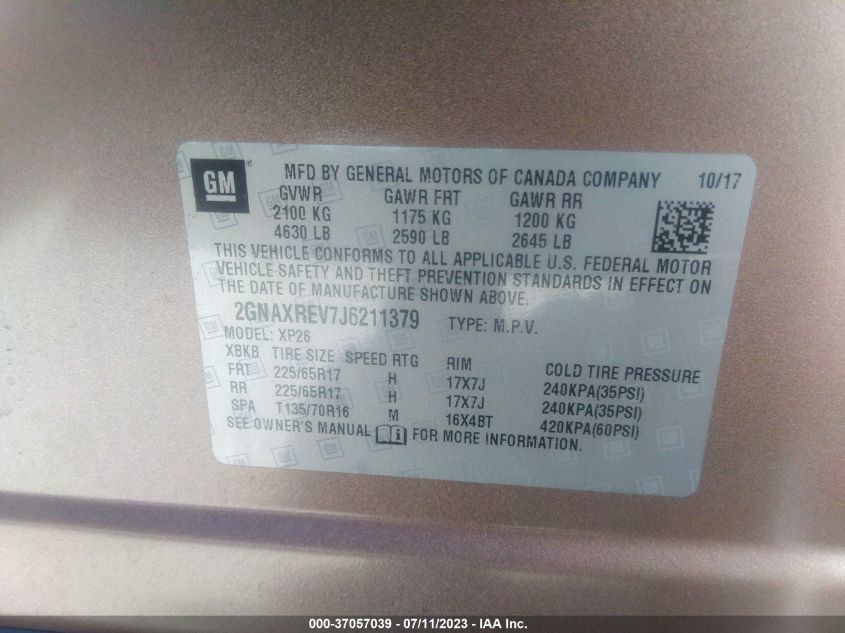 GM ® MFD BY GENERAL MOTORS OF CANADA COMPANY 10/17
GVWR GAWR FRT GAWR RR
2100 KG 1175 KG 1200 KG
4630 LB 2590 LB 2645 LB
THIS VEHICLE CONFORMS TO ALL APPLICABLE U.S. FEDERAL MOTOR
VEHICLE SAFETY AND THEFT PREVENTION STANDARDS IN EFFECT ON
THE DATE OF MANUFACTURE SHOWN ABOVE.
2GNAXREV7J6211379 TYPE: M.P.V.
MODEL: XP26
XBKB TIRE SIZE SPEED RTG RIM COLD TIRE PRESSURE
FRT 225/65R17 H 17X7J 240KPA(35PSI)
RR 225/65R17 H 17X7J 240KPA(35PSI)
SPA T135/70R16 M 16X4BT 420KPA(60PSI)
SEE OWNER'S MANUAL FOR MORE INFORMATION.
000-37057039 - 07/11/2023 - IAA Inc.